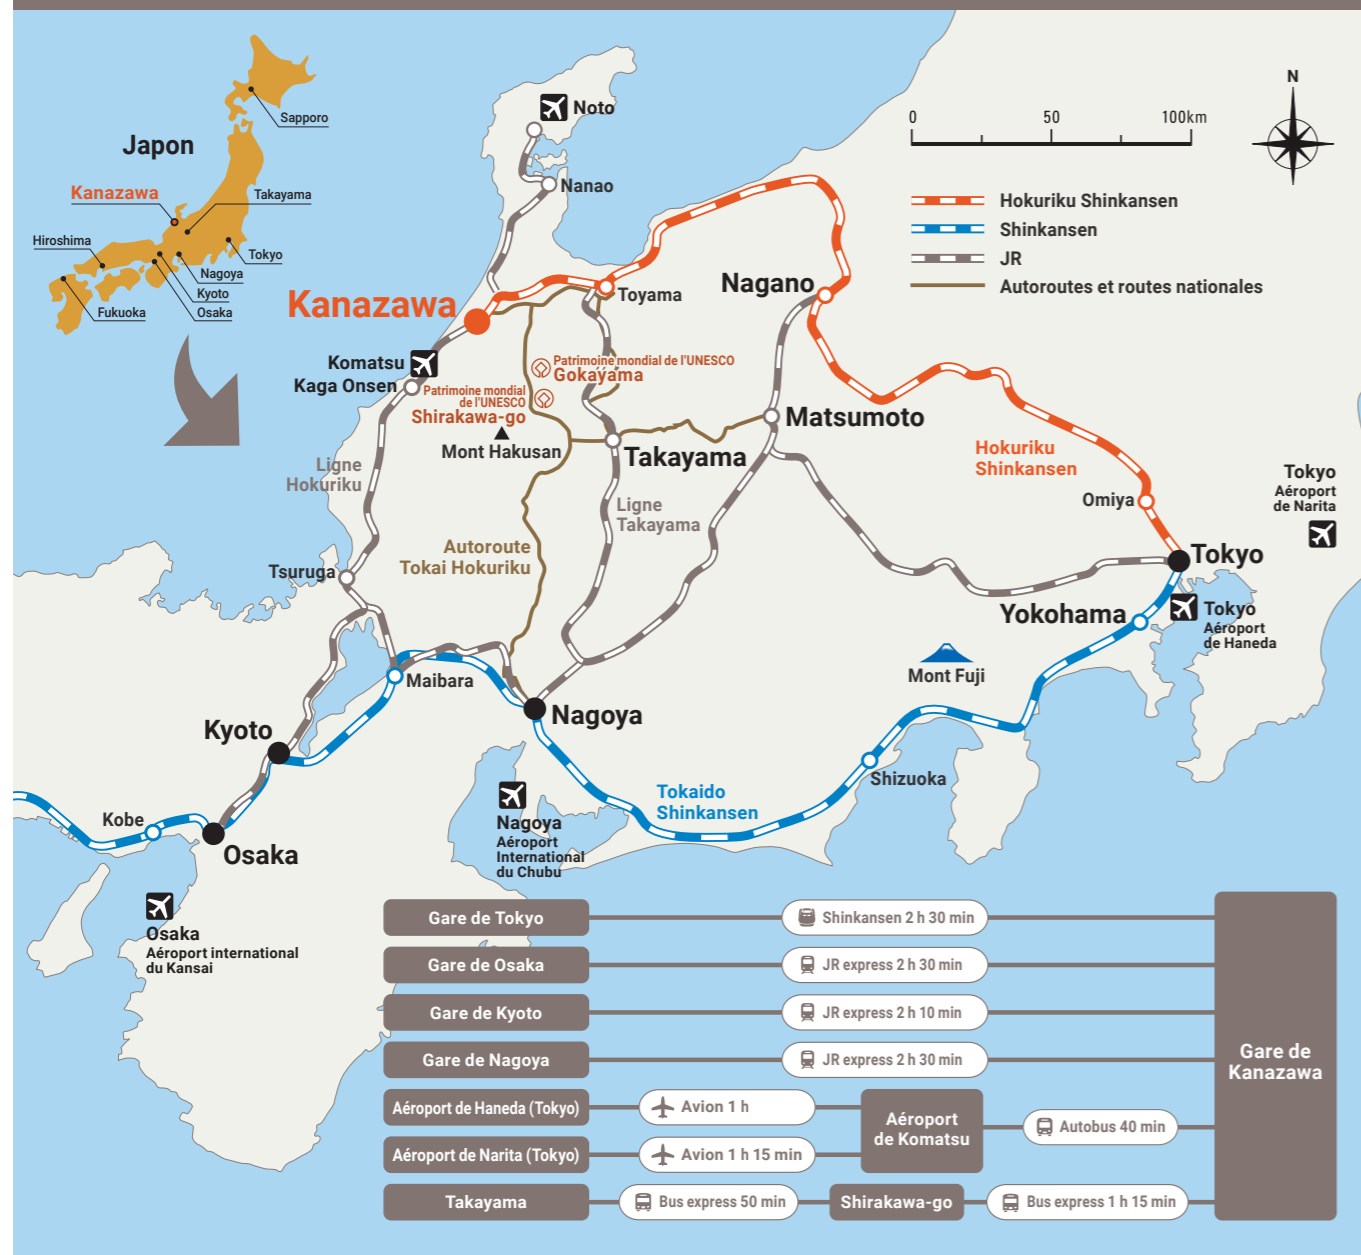 Japon
Sapporo
Kanazawa
Takayama
Hiroshima
Tokyo
Nagoya
Kyoto
Osaka
Fukuoka
Noto
Nanao
0 50 100km
N
Hokuriku Shinkansen
Shinkansen
JR
Autoroutes et routes nationales
Kanazawa
Toyama
Nagano
Komatsu
Kaga Onsen
Patrimoine mondial de l'UNESCO
Gokayama
Patrimoine mondial
de l'UNESCO
Shirakawa-go
Mont Hakusan
Takayama
Matsumoto
Hokuriku
Shinkansen
Ligne
Hokuriku
Ligne
Takayama
Omiya
Tokyo
Aéroport
de Narita
Autoroute
Tokai Hokuriku
Tsuruga
Tokyo
Yokohama
Tokyo
Aéroport
de Haneda
Mont Fuji
Maibara
Nagoya
Kyoto
Shizuoka
Tokaido
Shinkansen
Kobe
Osaka
Nagoya
Aéroport
International
du Chubu
Osaka
Aéroport international
du Kansai
Gare de Tokyo
Shinkansen 2 h 30 min
Gare de Osaka
JR express 2 h 30 min
Gare de Kyoto
JR express 2 h 10 min
Gare de Nagoya
JR express 2 h 30 min
Gare de
Kanazawa
Aéroport de Haneda (Tokyo)
Avion 1 h
Aéroport
de Komatsu
Autobus 40 min
Aéroport de Narita (Tokyo)
Avion 1 h 15 min
Takayama
Bus express 50 min
Shirakawa-go
Bus express 1 h 15 min